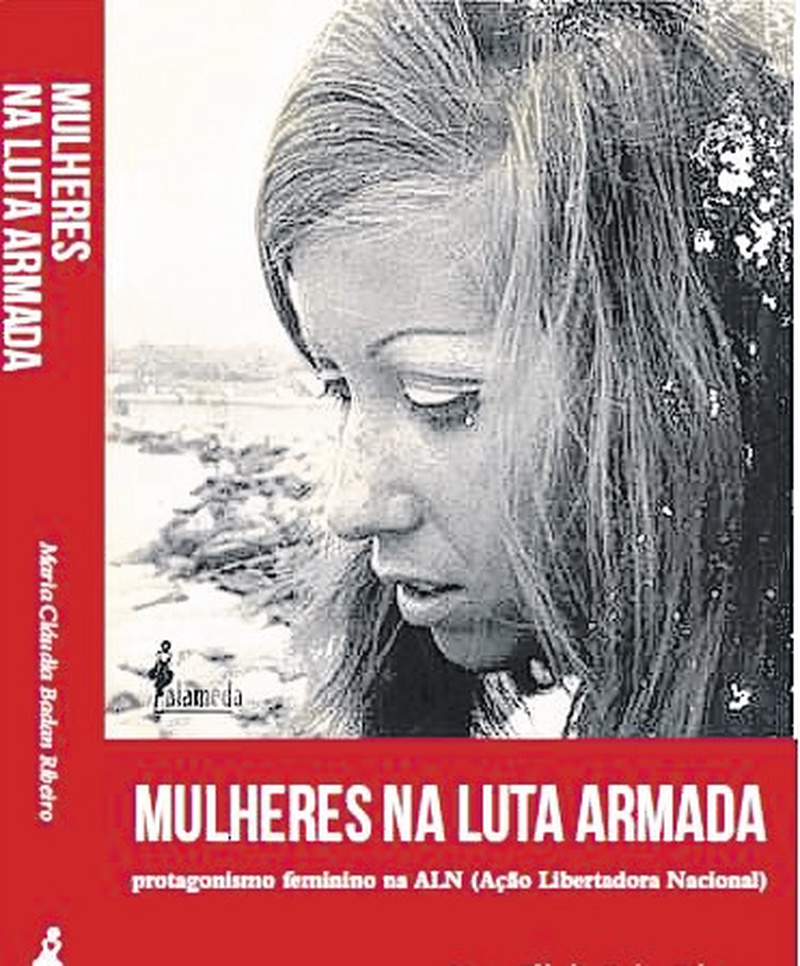 MULHERES
NA LUTA ARMADA
Maria Cláudia Badan Ribeiro
alameda
MULHERES NA LUTA ARMADA
protagonismo feminino na ALN (Ação Libertadora Nacional)